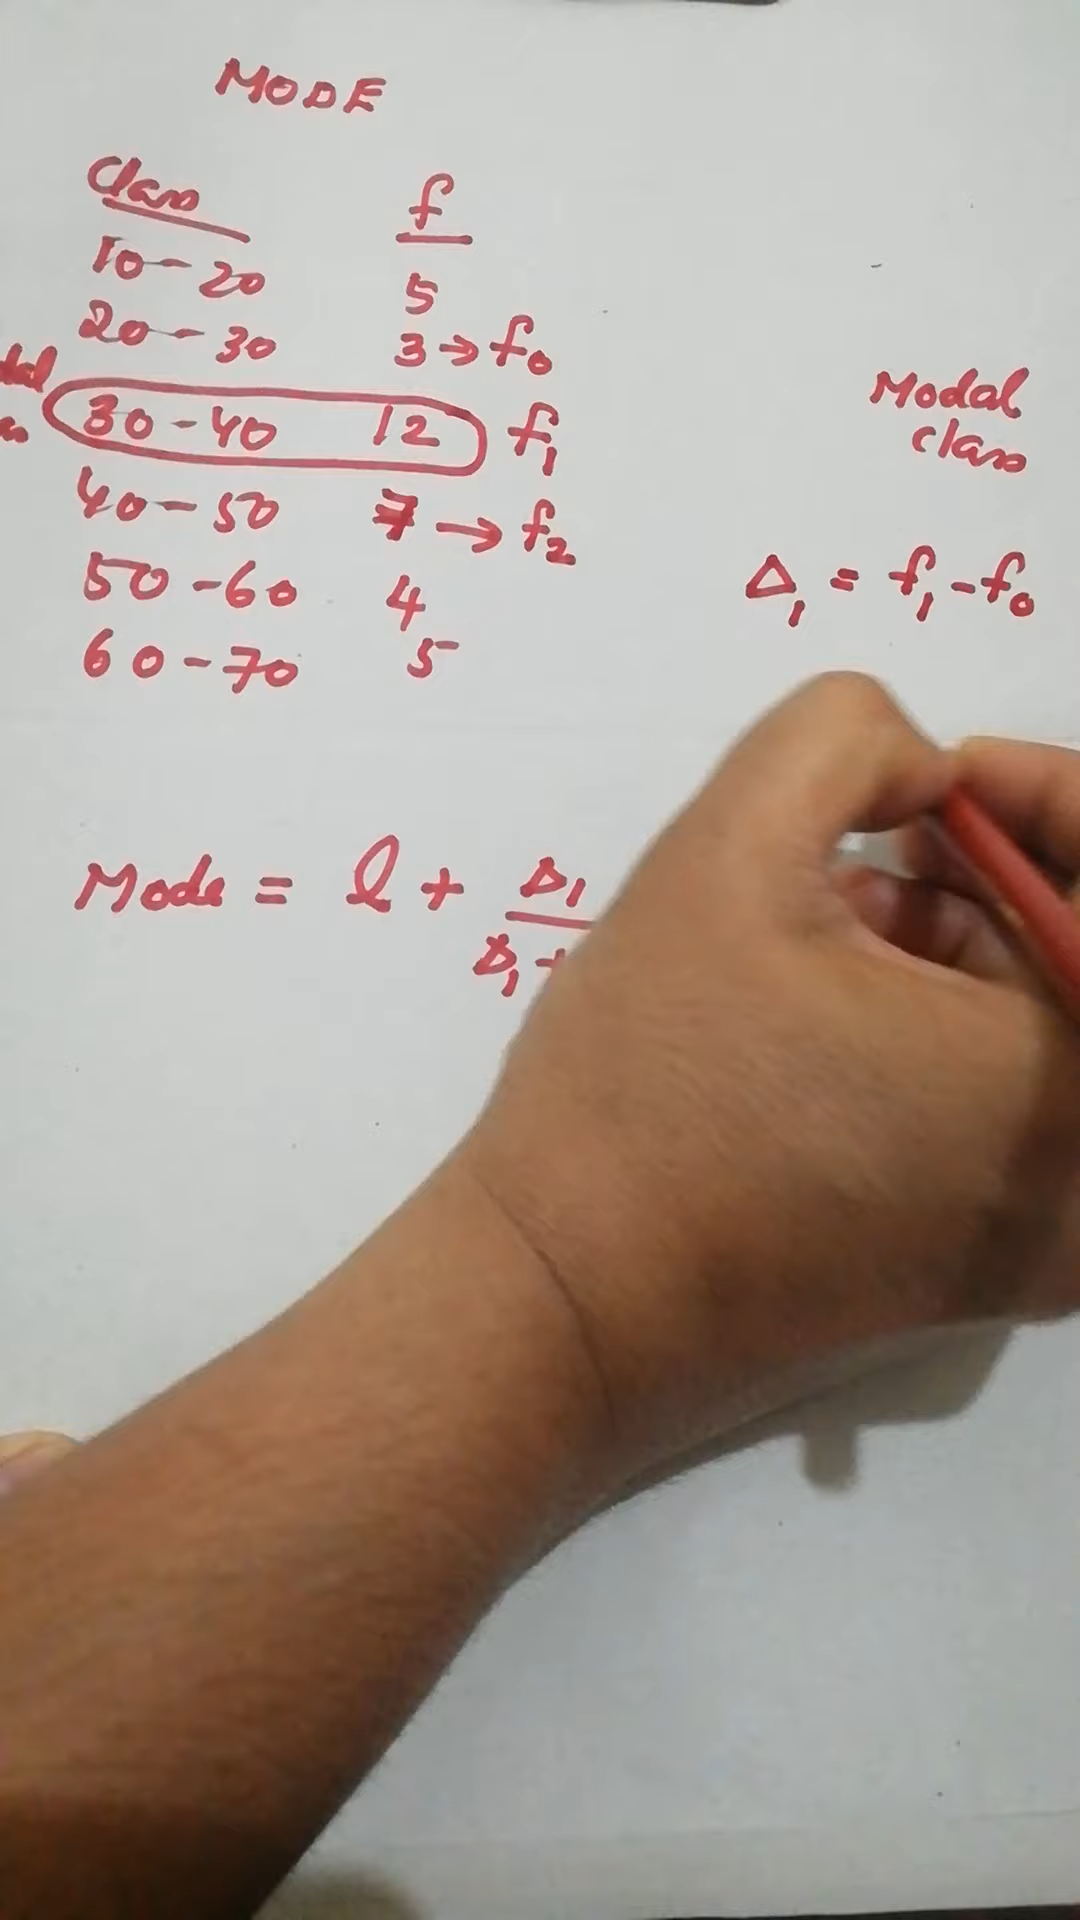 MODE
Class f
10-20 5
20-30 3→f0
30-40 12 f1
40-50 7→f2
50-60 4
60-70 5
Modal
class
Δ1 = f1-f0
Mode = l + Δ1
Δ1+